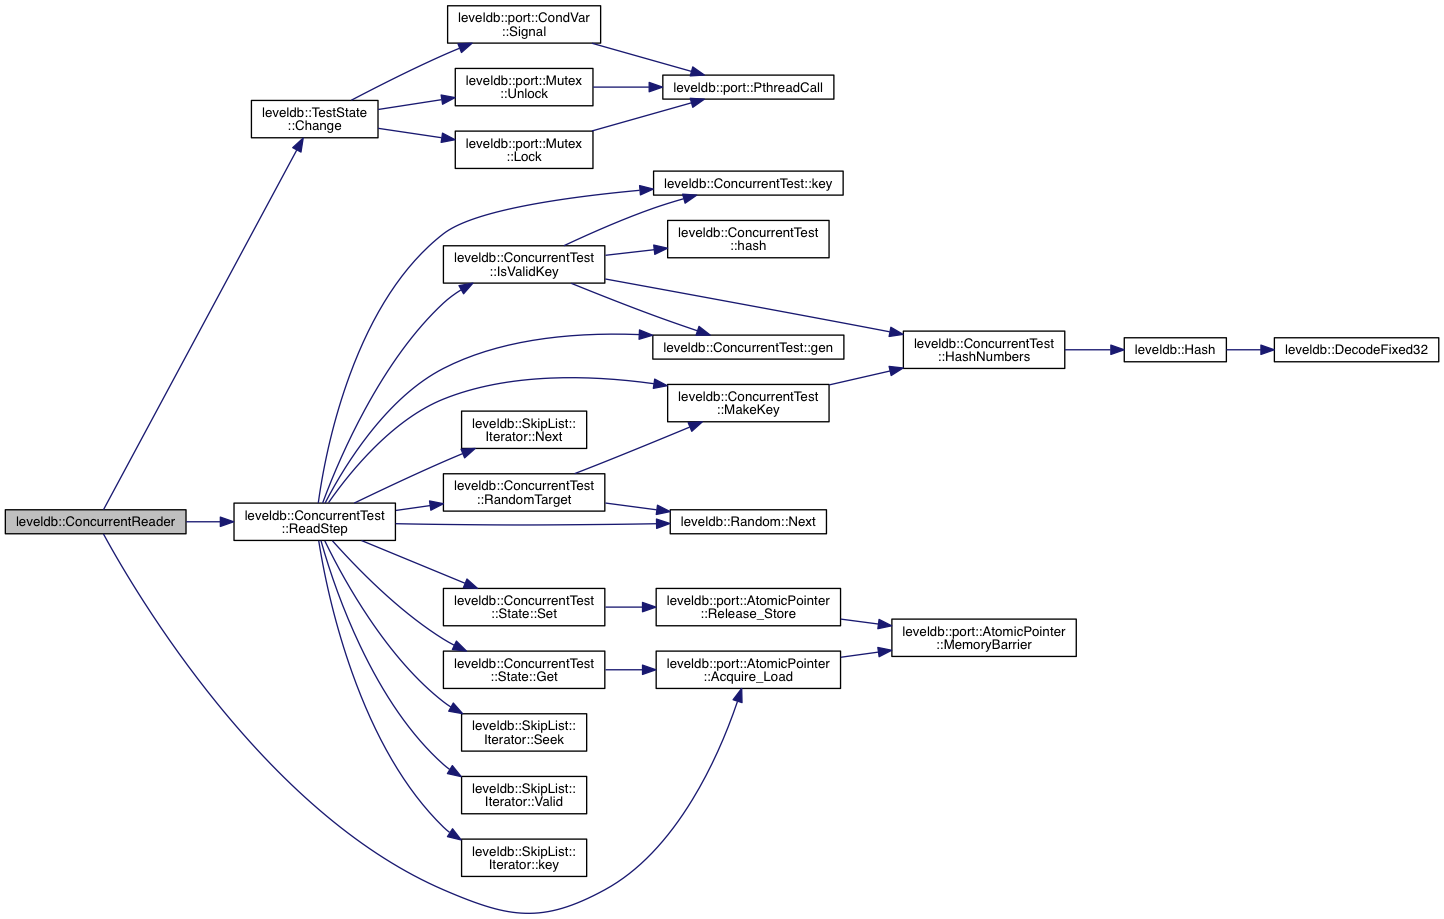 leveldb::port::CondVar
::Signal
leveldb::port::Mutex
::Unlock
leveldb::port::PthreadCall
leveldb::TestState
::Change
leveldb::port::Mutex
::Lock
leveldb::ConcurrentTest::key
leveldb::ConcurrentTest
::hash
leveldb::ConcurrentTest
::IsValidKey
leveldb::ConcurrentTest::gen
leveldb::ConcurrentTest
::HashNumbers
leveldb::Hash
leveldb::DecodeFixed32
leveldb::ConcurrentTest
::MakeKey
leveldb::SkipList::
Iterator::Next
leveldb::ConcurrentTest
::RandomTarget
leveldb::ConcurrentReader
leveldb::ConcurrentTest
::ReadStep
leveldb::Random::Next
leveldb::ConcurrentTest
::State::Set
leveldb::port::AtomicPointer
::Release_Store
leveldb::port::AtomicPointer
::MemoryBarrier
leveldb::ConcurrentTest
::State::Get
leveldb::port::AtomicPointer
::Acquire_Load
leveldb::SkipList::
Iterator::Seek
leveldb::SkipList::
Iterator::Valid
leveldb::SkipList::
Iterator::key